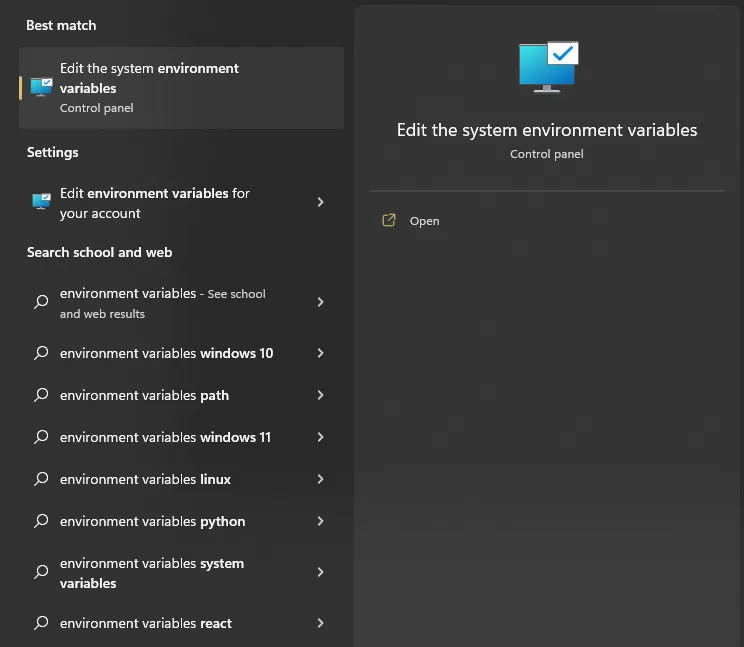 Best match
Edit the system environment
variables
Control panel
Settings
Edit environment variables for
your account
Search school and web
environment variables - See school
and web results
environment variables windows 10
environment variables path
environment variables windows 11
environment variables linux
environment variables python
environment variables system
variables
environment variables react
Edit the system environment variables
Control panel
Open